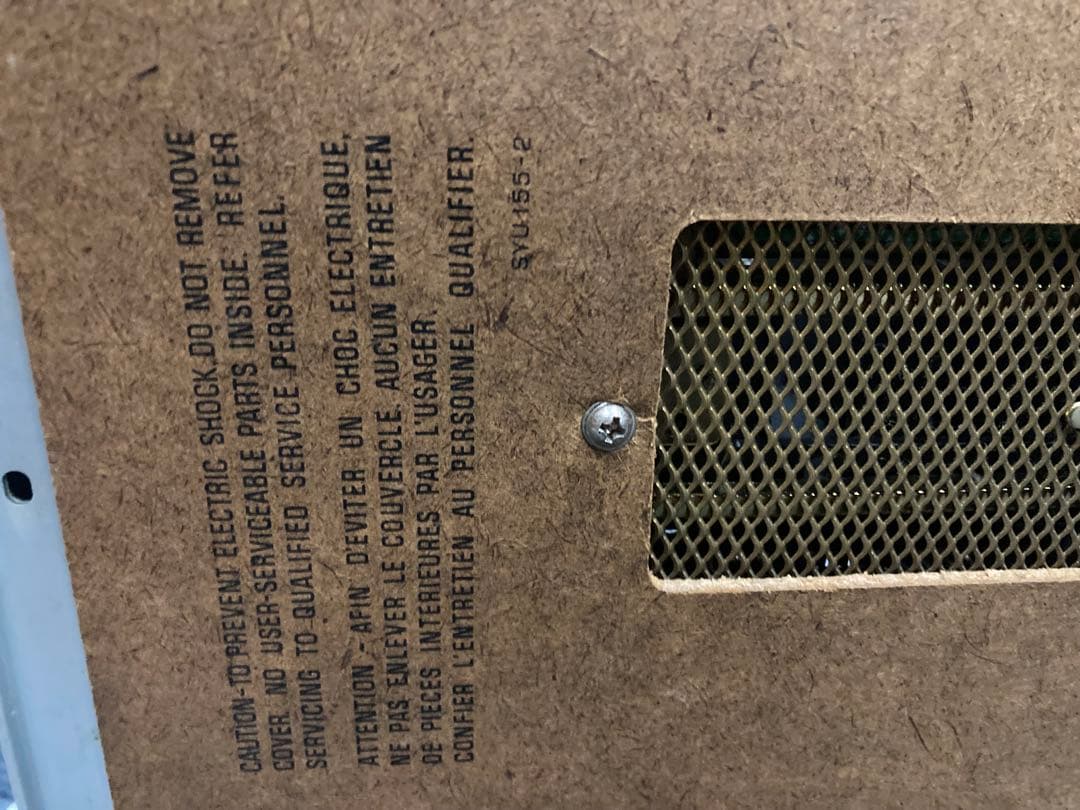 CAUTION-TO PREVENT ELECTRIC SHOCK,DO NOT REMOVE
COVER. NO USER-SERVICEABLE PARTS INSIDE. REFER
SERVICING TO QUALIFIED SERVICE PERSONNEL.
ATTENTION - AFIN D'EVITER UN CHOC ELECTRIQUE,
NE PAS ENLEVER LE COUVERCLE. AUCUN ENTRETIEN
DE PIECES INTERIEURES PAR L'USAGER.
CONFIER L'ENTRETIEN AU PERSONNEL QUALIFIER.
SYU155-2